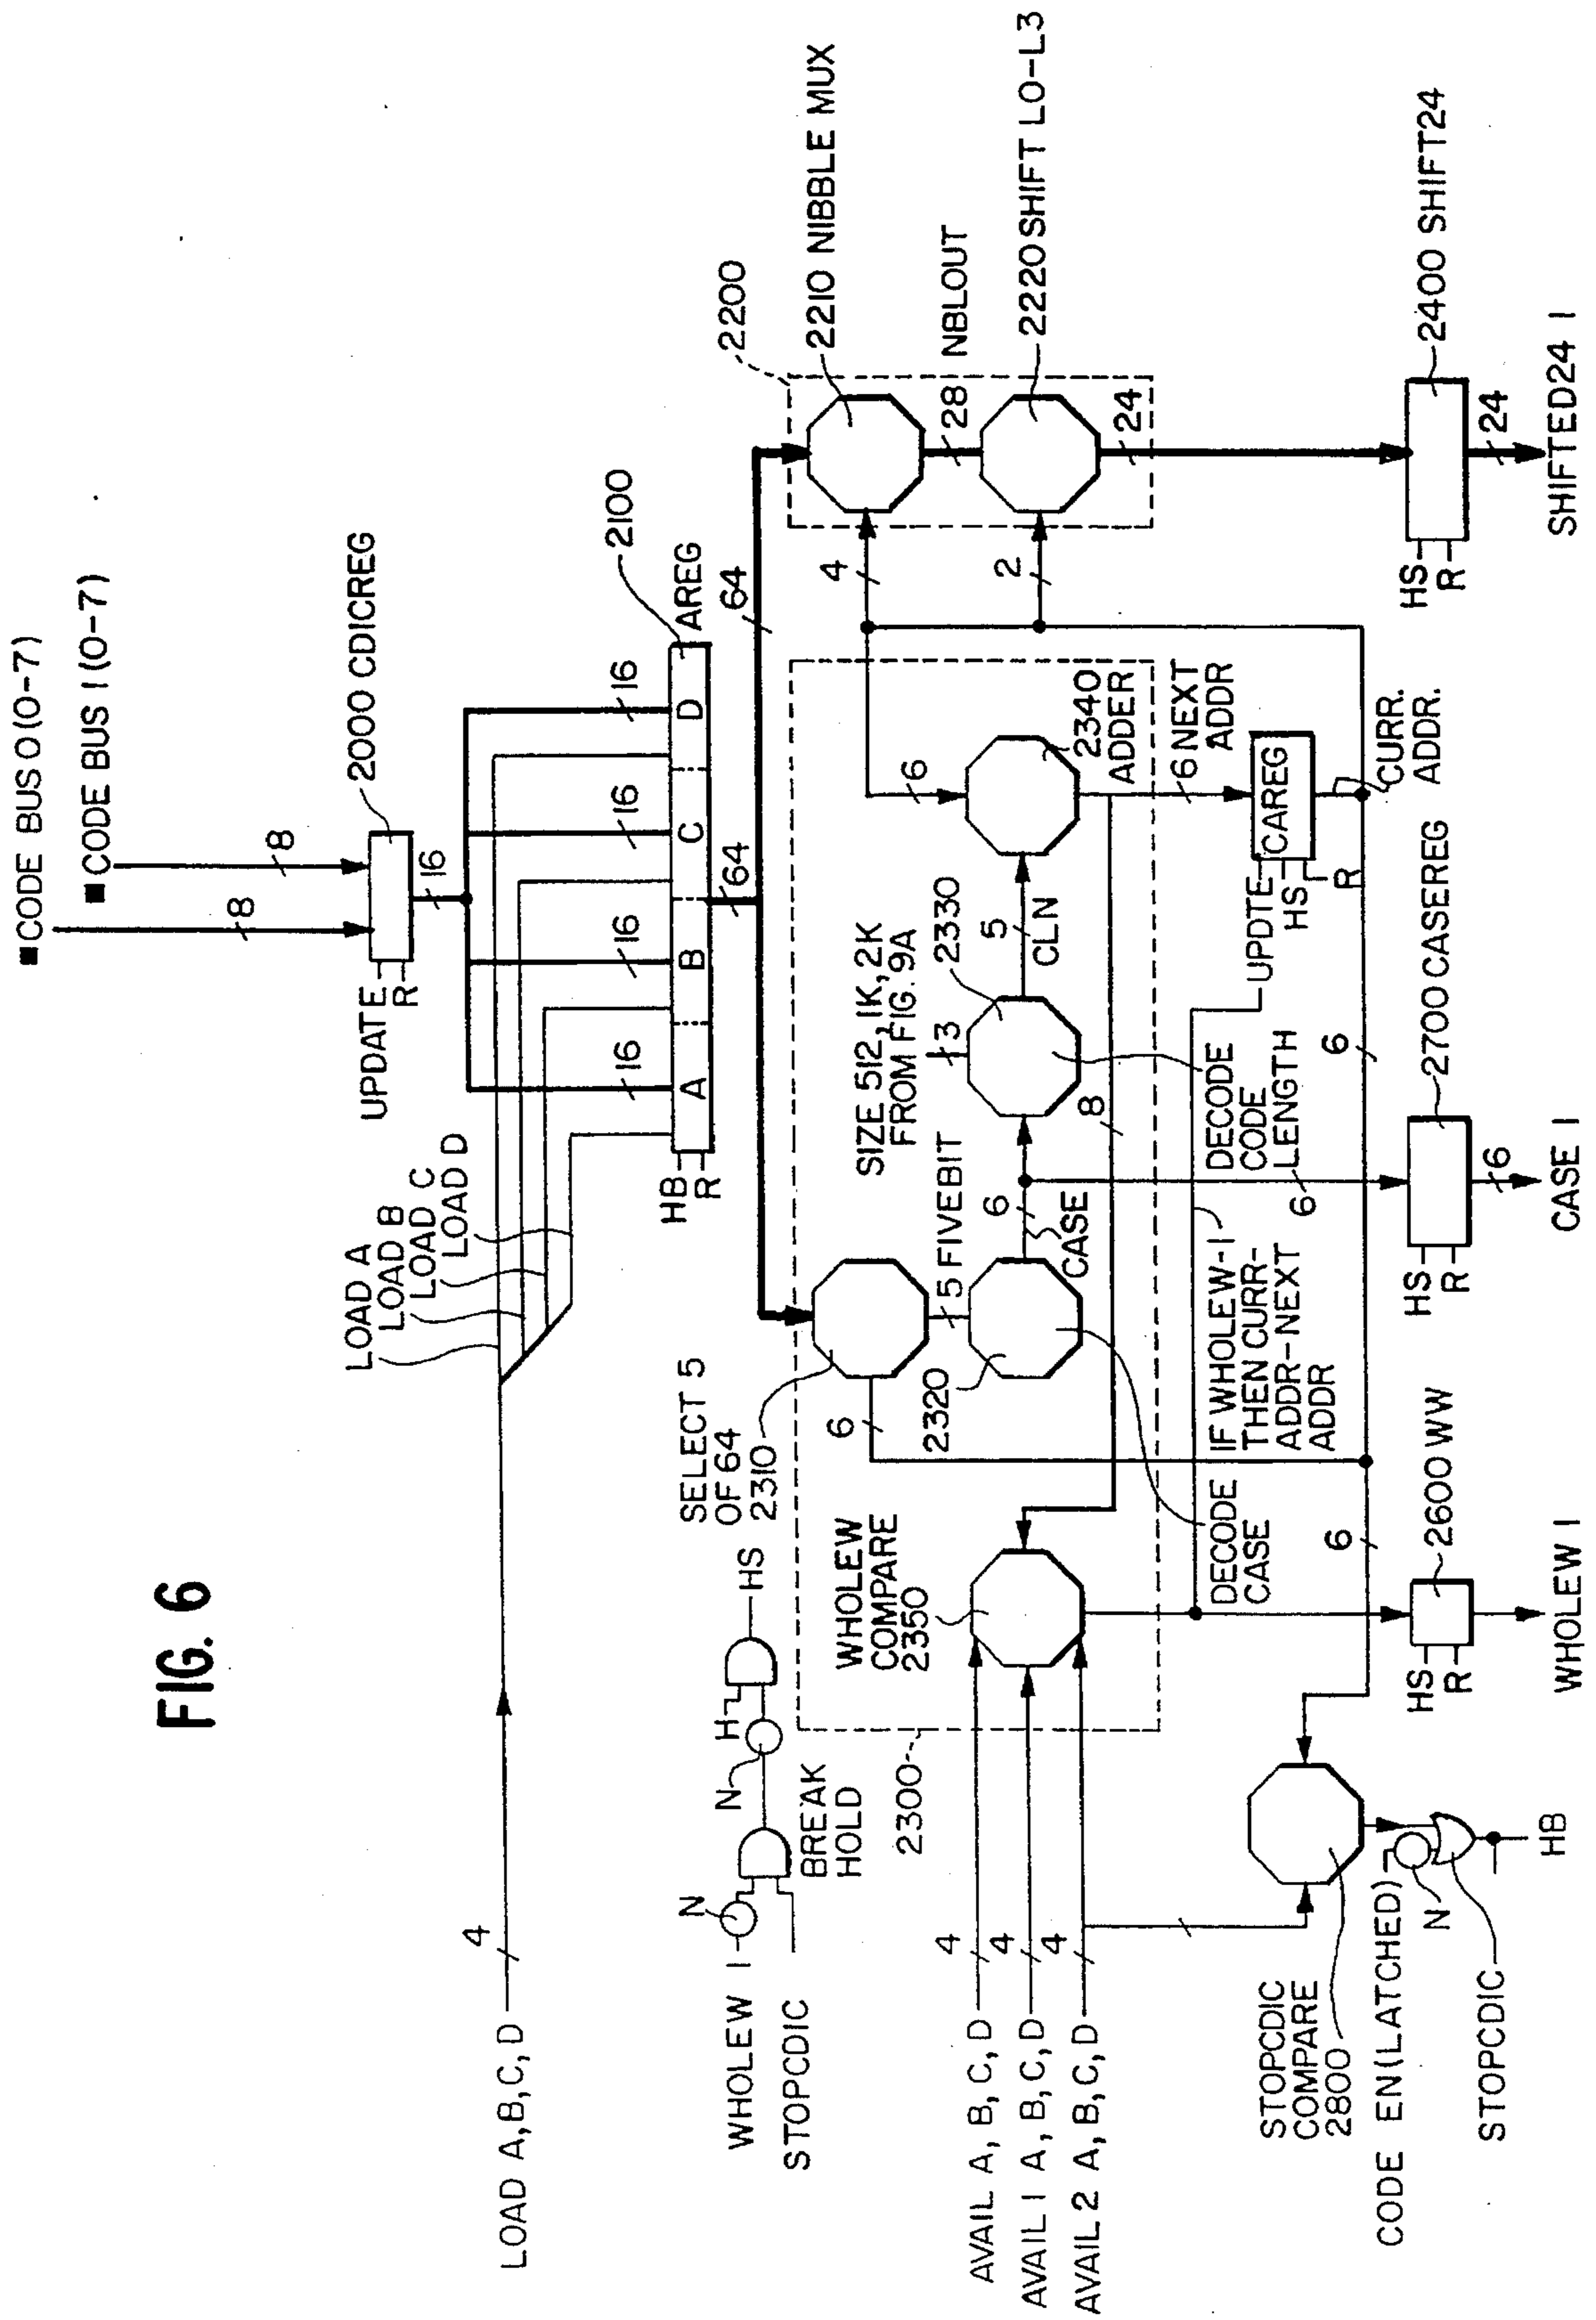 FIG. 6
■CODE BUS 0 (0-7)
■CODE BUS 1 (0-7)
8
8
2000 CDICREG
UPDATE
R
16
LOAD A, B, C, D
4
LOAD A
LOAD B
LOAD C
LOAD D
16
16
16
16
2100
AREG
A
B
C
D
HB
R
64
64
WHOLEW 1
N
STOPCDIC
BREAK
HOLD
N
H
HS
SELECT 5
OF 64
2310
2200
2210 NIBBLE MUX
28 NBLOUT
2220 SHIFT L0-L3
24
4
2
2300
WHOLEW
COMPARE
2350
6
5 FIVEBIT
2320
CASE
6
SIZE 512, 1K, 2K
FROM FIG. 9A
3
2330
5
CLN
6
2340
ADDER
8
6 NEXT
ADDR
AVAIL A, B, C, D
4
AVAIL 1 A, B, C, D
4
AVAIL 2 A, B, C, D
4
DECODE
CASE
IF WHOLEW-1
THEN CURR-
ADDR-NEXT
ADDR
DECODE
CODE
LENGTH
6
UPDTE
HS
R
CAREG
CURR.
ADDR.
6
6
STOPCDIC
COMPARE
2800
CODE EN(LATCHED)
N
STOPCDIC
HB
2600 WW
HS
R
WHOLEW 1
2700 CASEREG
HS
R
6
CASE 1
2400 SHIFT24
HS
R
24
SHIFTED24 1